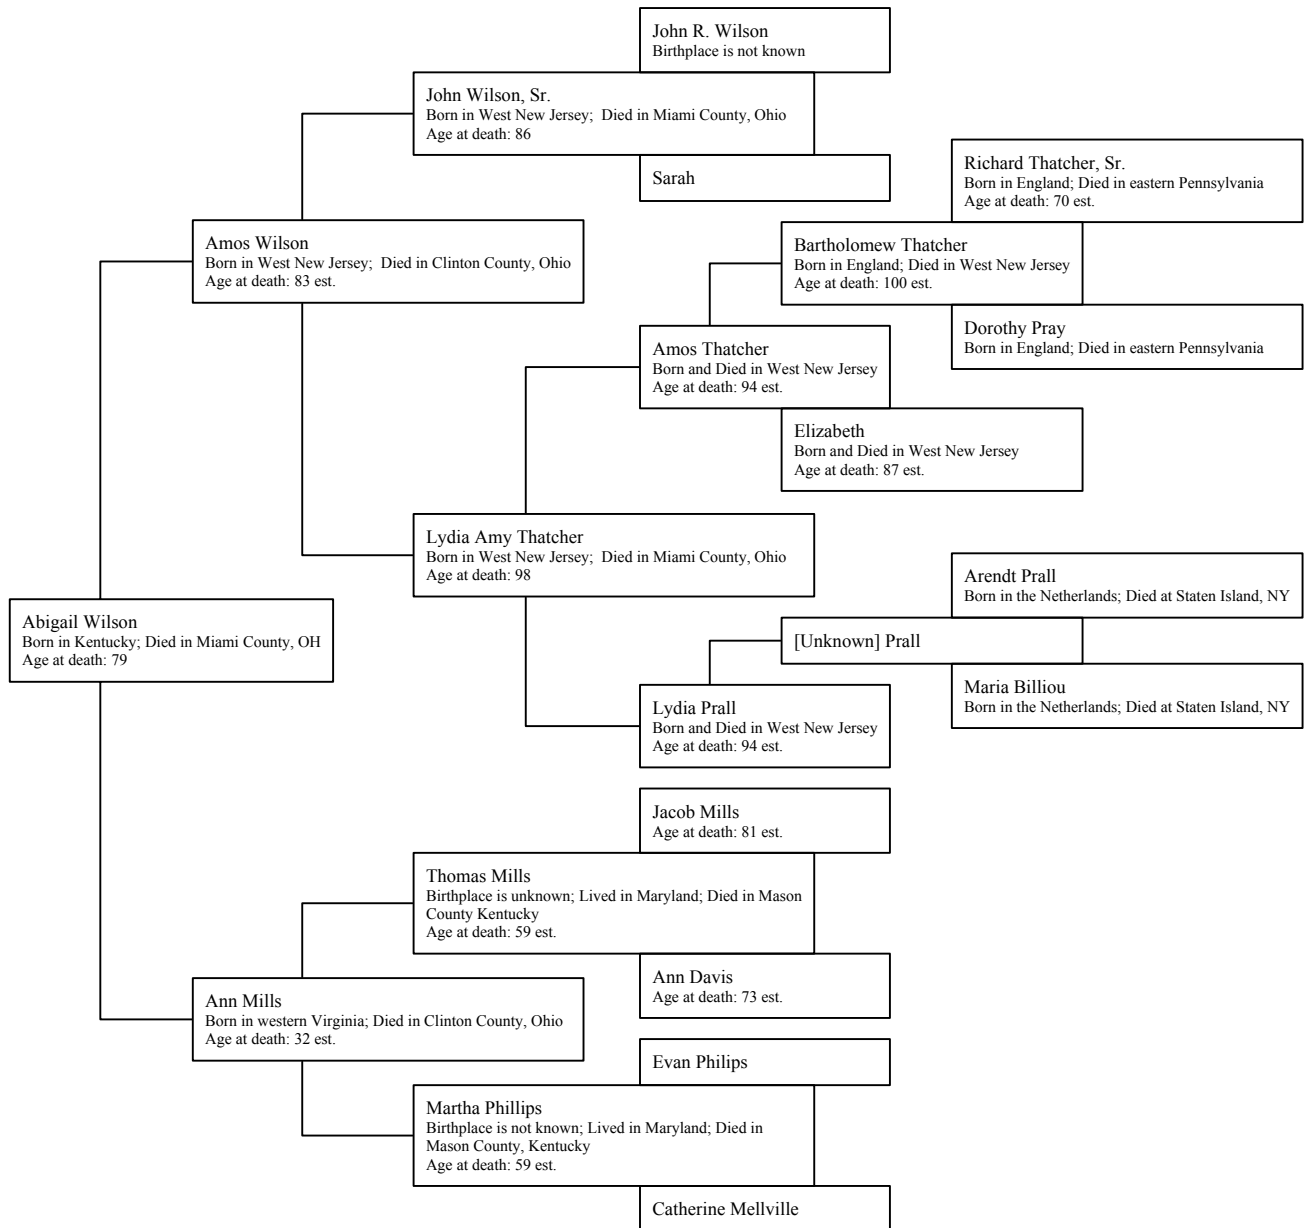 John R. Wilson
Birthplace is not known
John Wilson, Sr.
Born in West New Jersey;  Died in Miami County, Ohio
Age at death: 86
Richard Thatcher, Sr.
Born in England; Died in eastern Pennsylvania
Age at death: 70 est.
Sarah
Amos Wilson
Born in West New Jersey;  Died in Clinton County, Ohio
Age at death: 83 est.
Bartholomew Thatcher
Born in England; Died in West New Jersey
Age at death: 100 est.
Dorothy Pray
Born in England; Died in eastern Pennsylvania
Amos Thatcher
Born and Died in West New Jersey
Age at death: 94 est.
Elizabeth
Born and Died in West New Jersey
Age at death: 87 est.
Lydia Amy Thatcher
Born in West New Jersey;  Died in Miami County, Ohio
Age at death: 98
Arendt Prall
Born in the Netherlands; Died at Staten Island, NY
Abigail Wilson
Born in Kentucky; Died in Miami County, OH
Age at death: 79
[Unknown] Prall
Maria Billiou
Born in the Netherlands; Died at Staten Island, NY
Lydia Prall
Born and Died in West New Jersey
Age at death: 94 est.
Jacob Mills
Age at death: 81 est.
Thomas Mills
Birthplace is unknown; Lived in Maryland; Died in Mason
County Kentucky
Age at death: 59 est.
Ann Davis
Age at death: 73 est.
Ann Mills
Born in western Virginia; Died in Clinton County, Ohio
Age at death: 32 est.
Evan Philips
Martha Phillips
Birthplace is not known; Lived in Maryland; Died in
Mason County, Kentucky
Age at death: 59 est.
Catherine Mellville